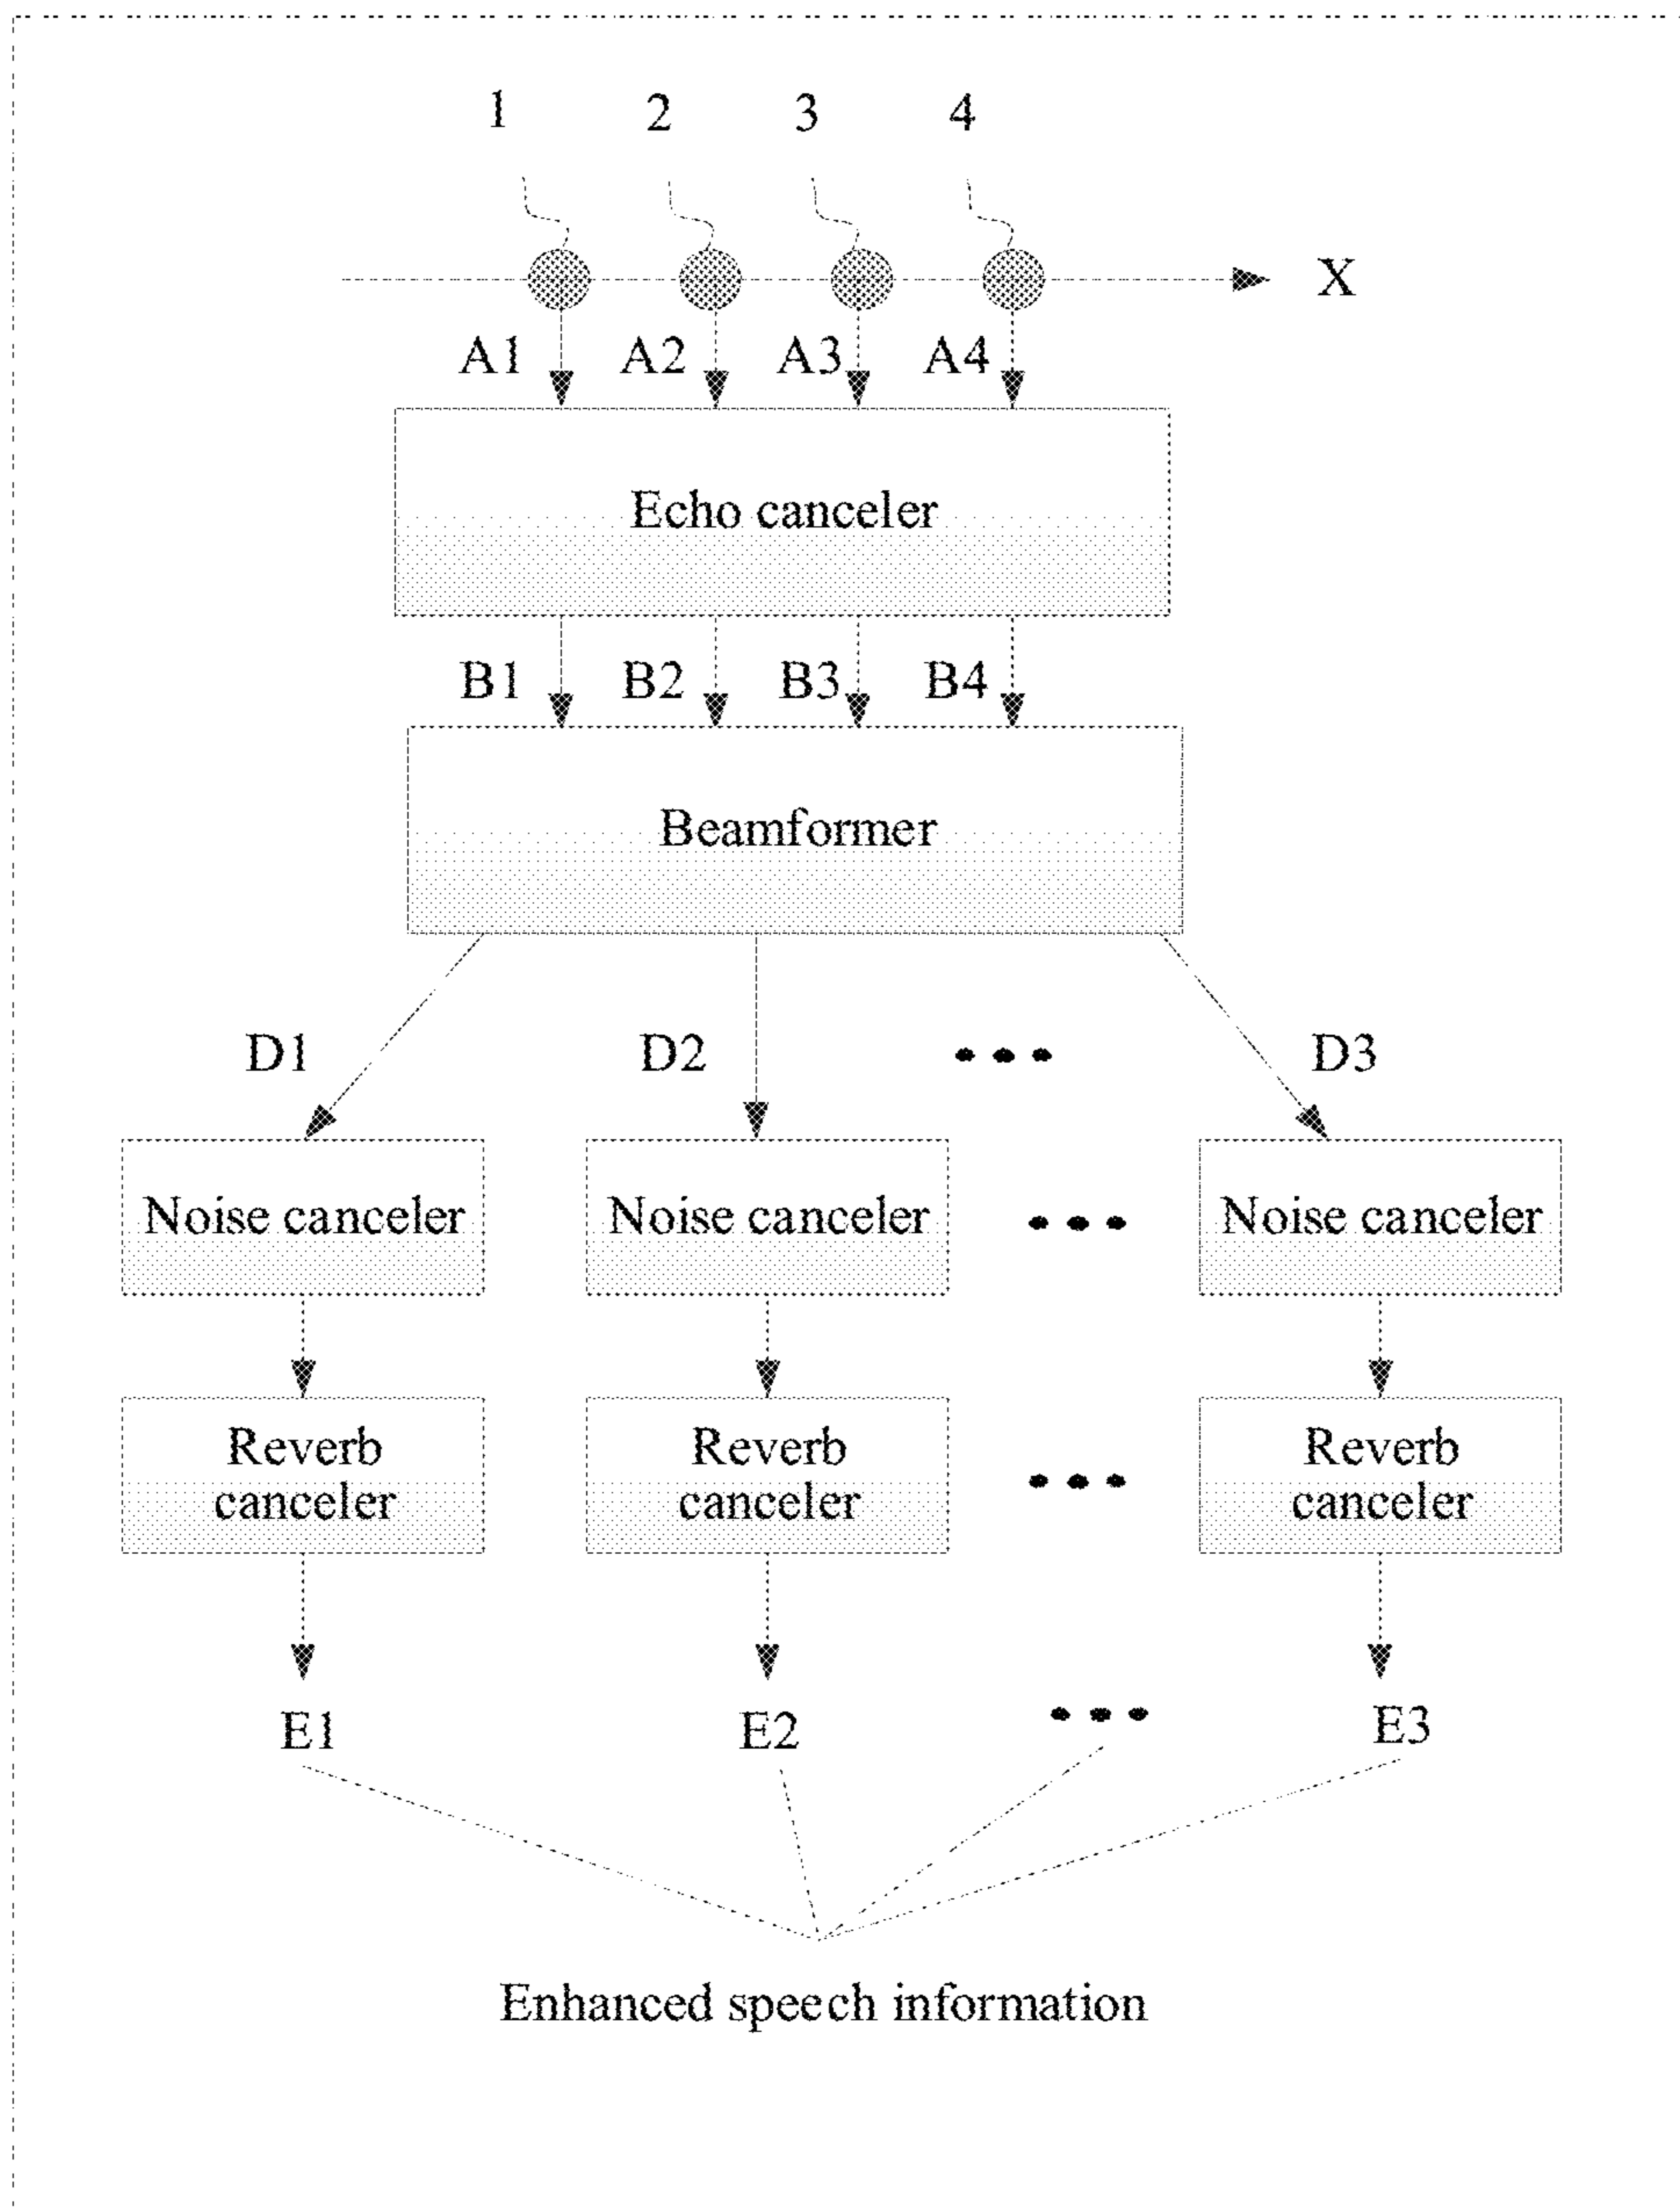 1 2 3 4
X
A1 A2 A3 A4
Echo canceler
B1 B2 B3 B4
Beamformer
D1 D2 ••• D3
Noise canceler Noise canceler ••• Noise canceler
Reverb Reverb Reverb
canceler canceler ••• canceler
E1 E2 ••• E3
Enhanced speech information